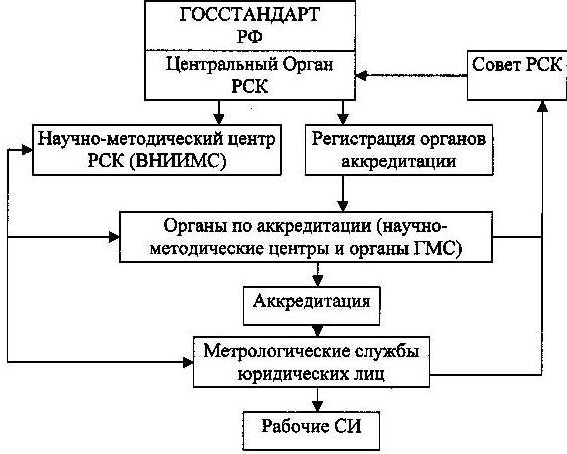 ГОССТАНДАРТ
РФ
Центральный Орган
РСК
Совет РСК
Научно-методический центр
РСК (ВНИИМС)
Регистрация органов
аккредитации
Органы по аккредитации (научно-
методические центры и органы ГМС)
Аккредитация
Метрологические службы
юридических лиц
Рабочие СИ